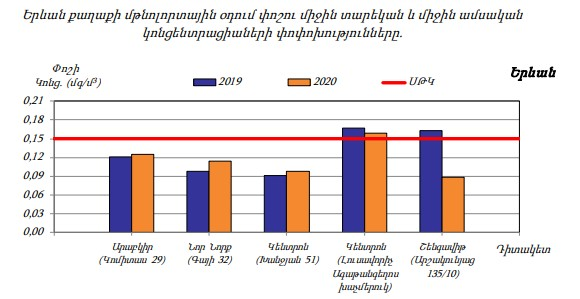 Երևան քաղաքի մթնոլորտային օդում փոշու միջին տարեկան և միջին ամսական
կոնցենտրացիաների փոփոխությունները.
Փոշի
Կոնց. (մգ/մ³)
2019
2020
ՍԹԿ
Երևան
0,21
0,18
0,15
0,12
0,09
0,06
0,03
0,00
Արաբկիր
(Կոմիտաս 29)
Նոր Նորք
(Գայի 32)
Կենտրոն
(Խանջյան 51)
Կենտրոն
(Լուսավորիչ
Ագաթանգեղոս
խաչմերուկ)
Շենգավիթ
(Արշակունյաց
135/10)
Դիտակետ